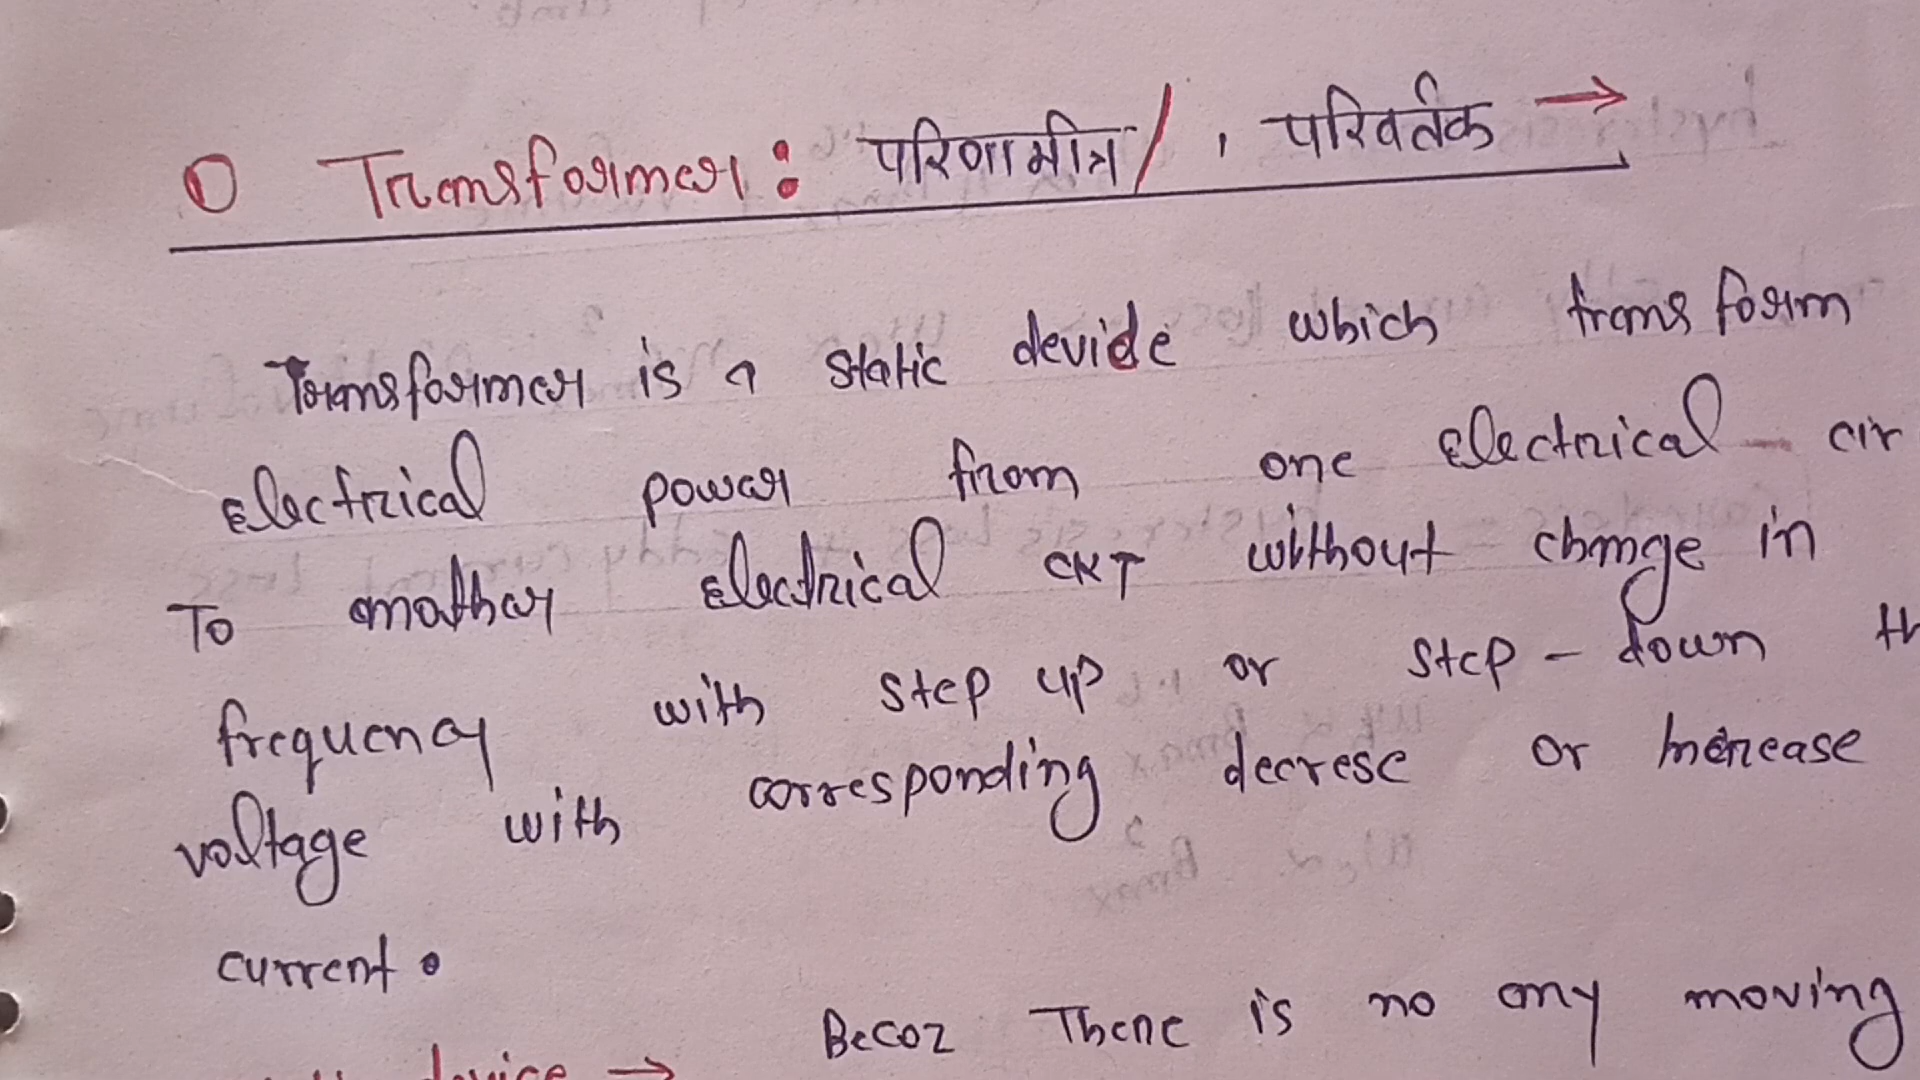 O Transformer : परिणामीत्र / , परिवर्तक →
Transformer is a static devide which transform
electrical power from one electrical cir
To another electrical CKT without change in
frequency with step up or step - down th
voltage with corresponding decrese or increase
current .
Becoz There is no any moving
device →